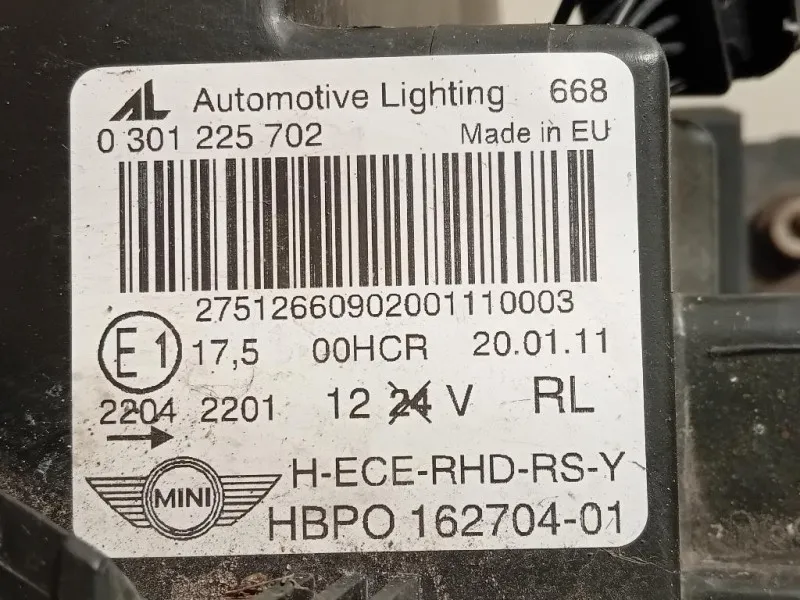 AL Automotive Lighting 668
0 301 225 702 Made in EU
27512660902001110003
E1 17,5 00HCR 20.01.11
2204 2201 12 24 V RL
MINI H-ECE-RHD-RS-Y
HBPO 162704-01